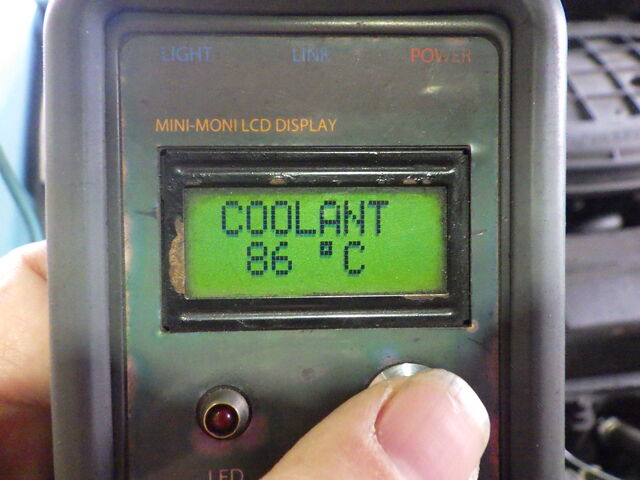 LIGHT LINK POWER
MINI-MONI LCD DISPLAY
COOLANT
86 °C
LED